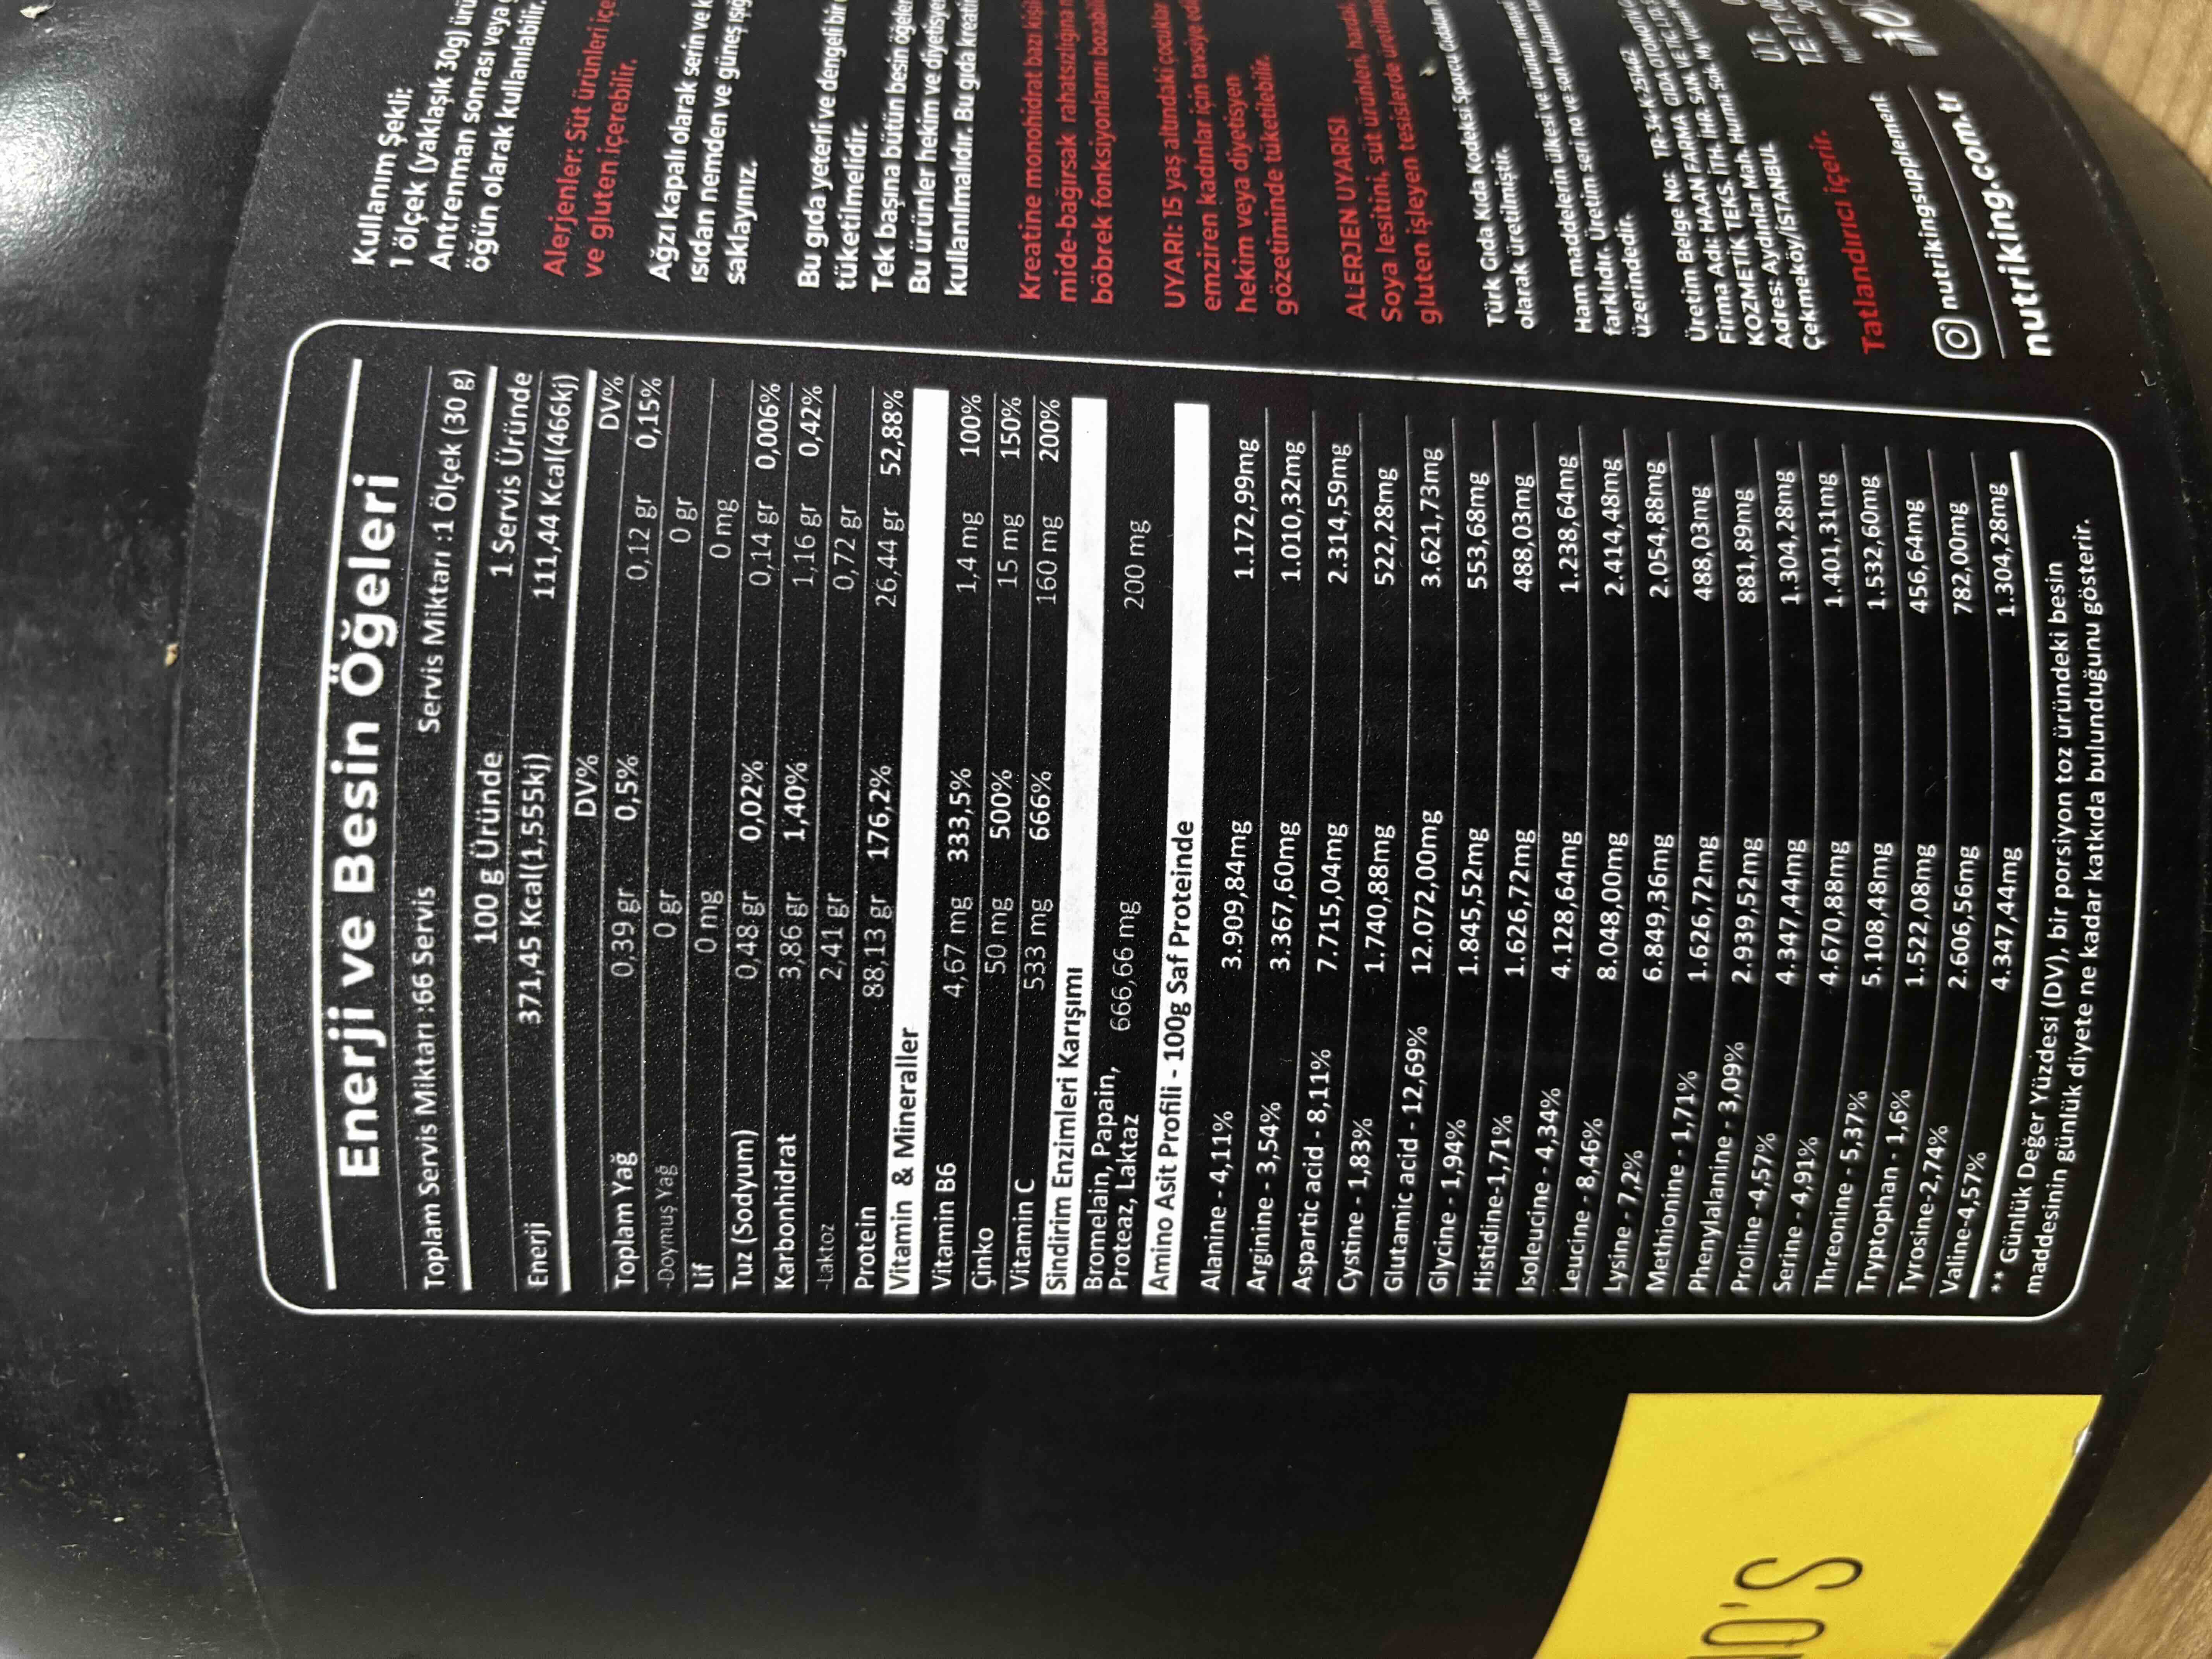 Enerji ve Besin Öğeleri
Toplam Servis Miktarı :66 Servis Servis Miktarı :1 Ölçek (30 g)
100 g Üründe 1 Servis Üründe
Enerji 371,45 Kcal(1,555kj) 111,44 Kcal(466kj)
DV% DV%
Toplam Yağ 0,39 gr 0,5% 0,12 gr 0,15%
-Doymuş Yağ 0 gr 0 gr
Lif 0 mg 0 mg
Tuz (Sodyum) 0,48 gr 0,02% 0,14 gr 0,006%
Karbonhidrat 3,86 gr 1,40% 1,16 gr 0,42%
-Laktoz 2,41 gr 0,72 gr
Protein 88,13 gr 176,2% 26,44 gr 52,88%
Vitamin & Mineraller
Vitamin B6 4,67 mg 333,5% 1,4 mg 100%
Çinko 50 mg 500% 15 mg 150%
Vitamin C 533 mg 666% 160 mg 200%
Sindirim Enzimleri Karışımı
Bromelain, Papain,
Proteaz, Laktaz 666,66 mg 200 mg
Amino Asit Profili - 100g Saf Proteinde
Alanine - 4,11% 3.909,84mg 1.172,99mg
Arginine - 3,54% 3.367,60mg 1.010,32mg
Aspartic acid - 8,11% 7.715,04mg 2.314,59mg
Cystine - 1,83% 1.740,88mg 522,28mg
Glutamic acid - 12,69% 12.072,00mg 3.621,73mg
Glycine - 1,94% 1.845,52mg 553,68mg
Histidine-1,71% 1.626,72mg 488,03mg
Isoleucine - 4,34% 4.128,64mg 1.238,64mg
Leucine - 8,46% 8.048,00mg 2.414,48mg
Lysine - 7,2% 6.849,36mg 2.054,88mg
Methionine - 1,71% 1.626,72mg 488,03mg
Phenylalanine - 3,09% 2.939,52mg 881,89mg
Proline -4,57% 4.347,44mg 1.304,28mg
Serine - 4,91% 4.670,88mg 1.401,31mg
Threonine - 5,37% 5.108,48mg 1.532,60mg
Tryptophan - 1,6% 1.522,08mg 456,64mg
Tyrosine-2,74% 2.606,56mg 782,00mg
Valine-4,57% 4.347,44mg 1.304,28mg
** Günlük Değer Yüzdesi (DV), bir porsiyon toz üründeki besin
maddesinin günlük diyete ne kadar katkıda bulunduğunu gösterir.
Kullanım Şekli;
1 ölçek (yaklaşık 30g)
Antrenman sonrası veya
öğün olarak kullanılabilir.
Alerjenler: Süt ürünleri
ve gluten içerebilir.
Ağzı kapalı olarak serin ve
ısıdan nemden ve güneş
saklayınız.
Bu gıda yeterli ve dengeli bir
tüketilmelidir.
Tek başına bütün besin
Bu ürünler hekim ve
kullanılmalıdır. Bu gıda
Kreatine monohidrat bazı
mide-bağırsak rahatsızlığına
böbrek fonksiyonlarını
UYARI: 15 yaş altındaki çocuklar
emziren kadınlar için tavsiye
hekim veya diyetisyen
gözetiminde tüketilebilir.
ALERJEN UYARISI
Soya lesitini, süt ürünleri, hardal,
gluten işleyen tesislerde
Türk Gıda Kıda Kodeksi Sporcu Gıdaları
olarak üretilmiştir.
Ham maddelerin ülkesi ve ürünün
farklıdır. Üretim seri no ve son kullanım
üzerindedir.
Üretim Belge No: TR-34-K-
Firma Adı: HAAN FARMA GIDA
KOZMETİK TEKS. İTH. İHR. SAN. VE TİC.
Adres: Aydınlar Mah.
Çekmeköy/İSTANBUL
Tatlandırıcı içerir.
nutrikingsupplement
nutriking.com.tr
O'S